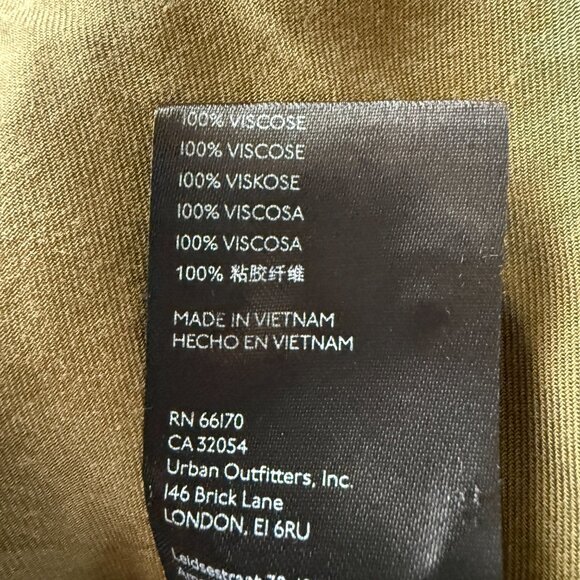 100% VISCOSE
100% VISCOSE
100% VISKOSE
100% VISCOSA
100% VISCOSA
100% 粘胶纤维
MADE IN VIETNAM
HECHO EN VIETNAM
RN 66170
CA 32054
Urban Outfitters, Inc.
146 Brick Lane
LONDON, E1 6RU
Leidsestraat